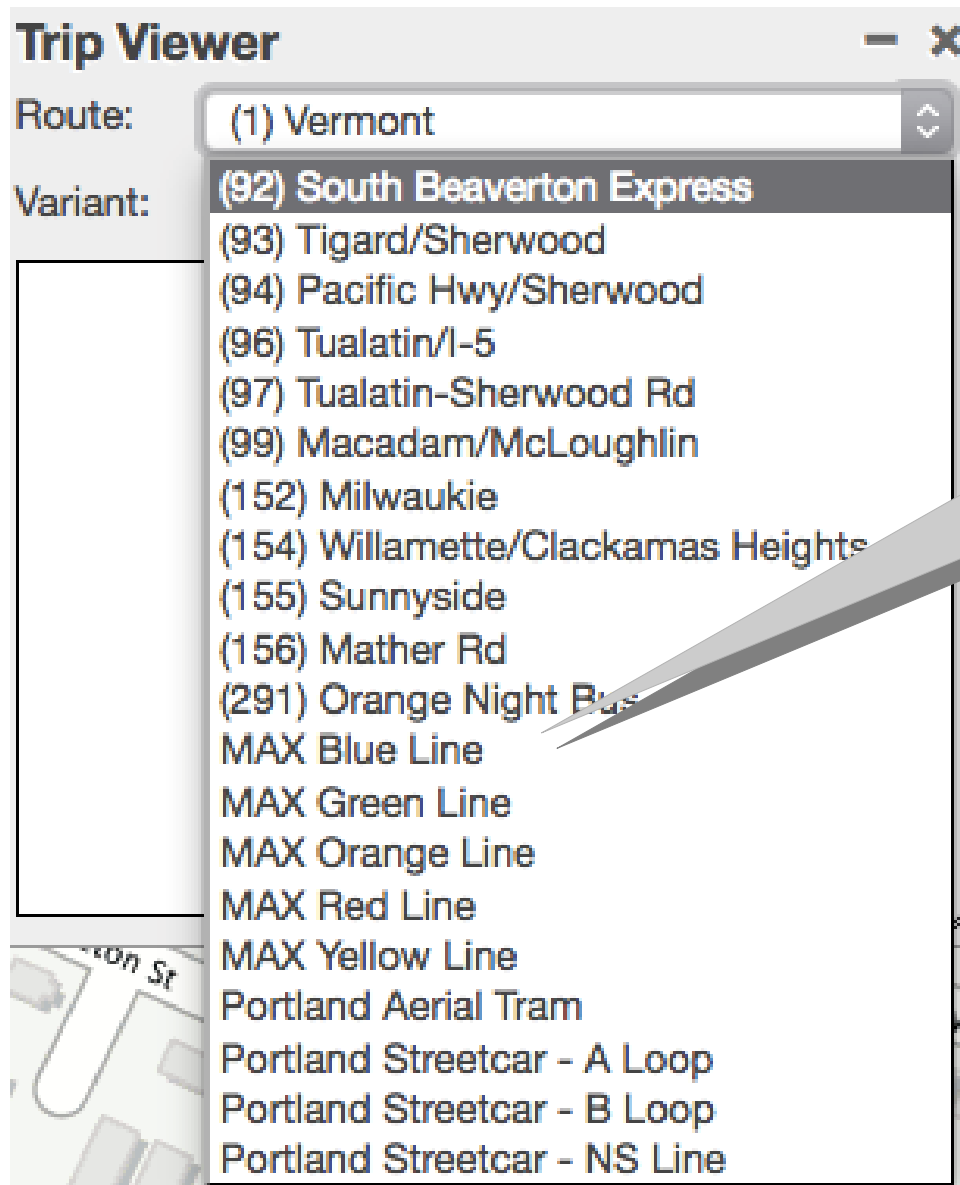 Trip Viewer
Route: (1) Vermont
Variant:
(92) South Beaverton Express
(93) Tigard/Sherwood
(94) Pacific Hwy/Sherwood
(96) Tualatin/I-5
(97) Tualatin-Sherwood Rd
(99) Macadam/McLoughlin
(152) Milwaukie
(154) Willamette/Clackamas Heights
(155) Sunnyside
(156) Mather Rd
(291) Orange Night Bus
MAX Blue Line
MAX Green Line
MAX Orange Line
MAX Red Line
MAX Yellow Line
Portland Aerial Tram
Portland Streetcar - A Loop
Portland Streetcar - B Loop
Portland Streetcar - NS Line
St